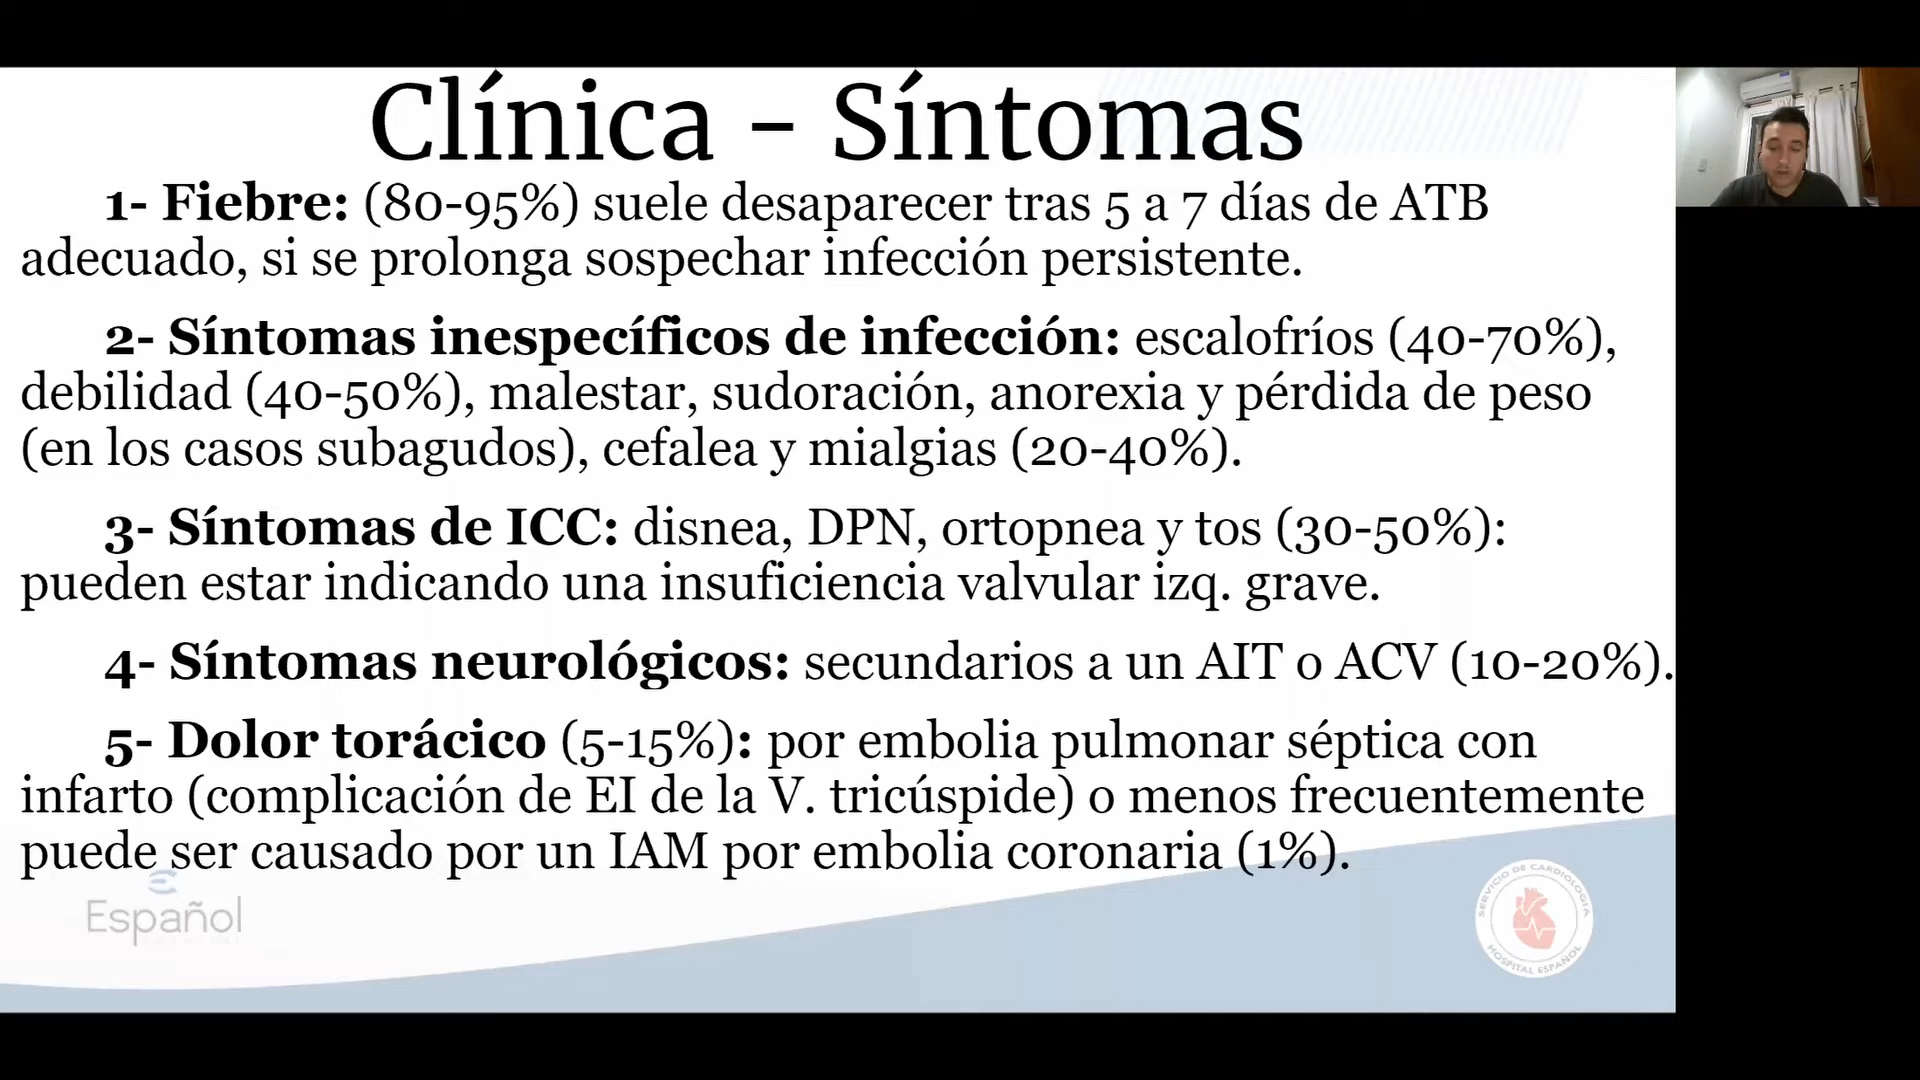 Clínica – Síntomas
1- Fiebre: (80-95%) suele desaparecer tras 5 a 7 días de ATB
adecuado, si se prolonga sospechar infección persistente.
2- Síntomas inespecíficos de infección: escalofríos (40-70%),
debilidad (40-50%), malestar, sudoración, anorexia y pérdida de peso
(en los casos subagudos), cefalea y mialgias (20-40%).
3- Síntomas de ICC: disnea, DPN, ortopnea y tos (30-50%):
pueden estar indicando una insuficiencia valvular izq. grave.
4- Síntomas neurológicos: secundarios a un AIT o ACV (10-20%).
5- Dolor torácico (5-15%): por embolia pulmonar séptica con
infarto (complicación de EI de la V. tricúspide) o menos frecuentemente
puede ser causado por un IAM por embolia coronaria (1%).
Español
SERVICIO DE CARDIOLOGIA
HOSPITAL ESPAÑOL